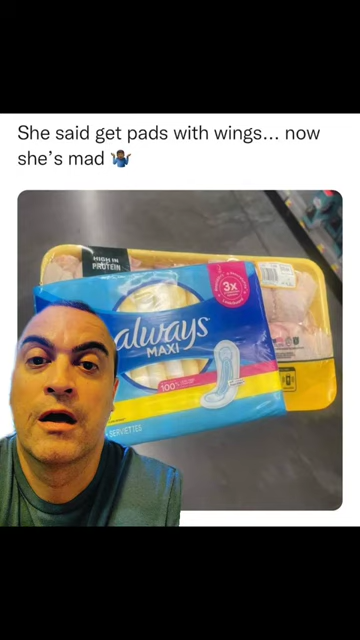 She said get pads with wings... now
she's mad 🤷🏾‍♂️
HIGH IN
PROTEIN
3x
always
MAXI
100%
SERVIETTES